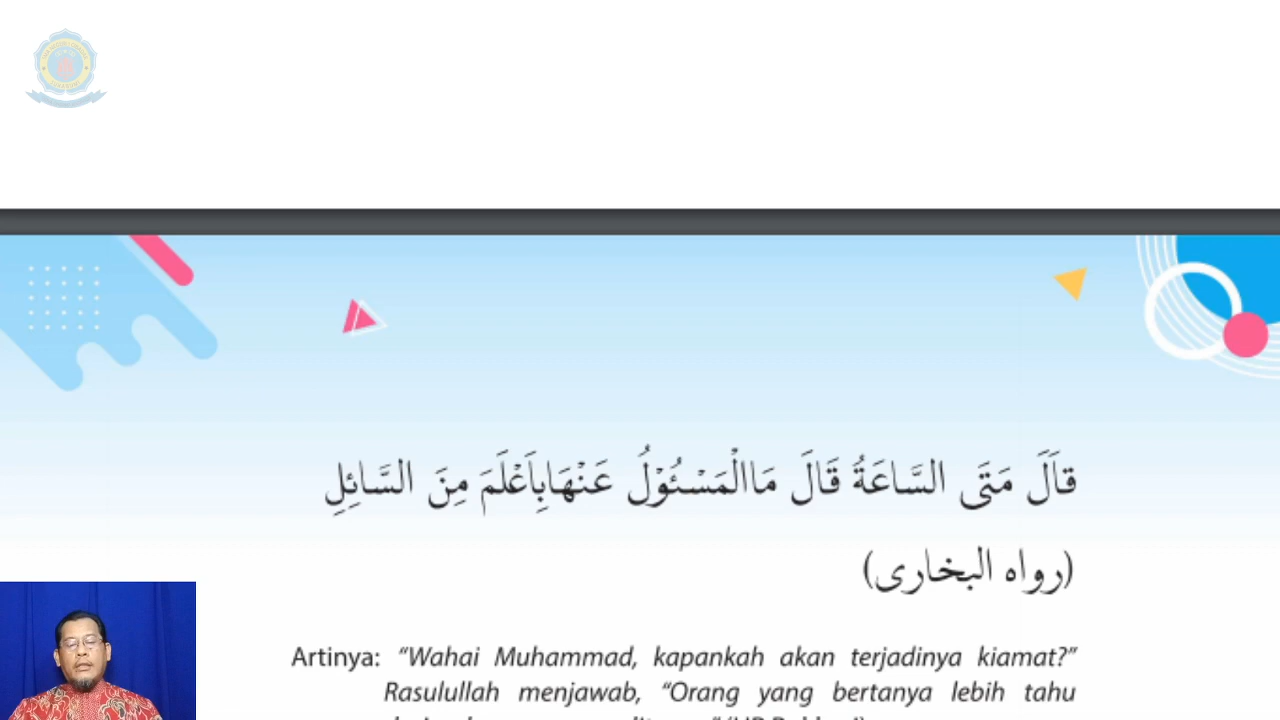 قَالَ مَتَى السَّاعَةُ قَالَ مَاالْمَسْئُوْلُ عَنْهَابِاَعْلَمَ مِنَ السَّائِلِ
(رواه البخارى)
Artinya: “Wahai Muhammad, kapankah akan terjadinya kiamat?”
Rasulullah menjawab, “Orang yang bertanya lebih tahu